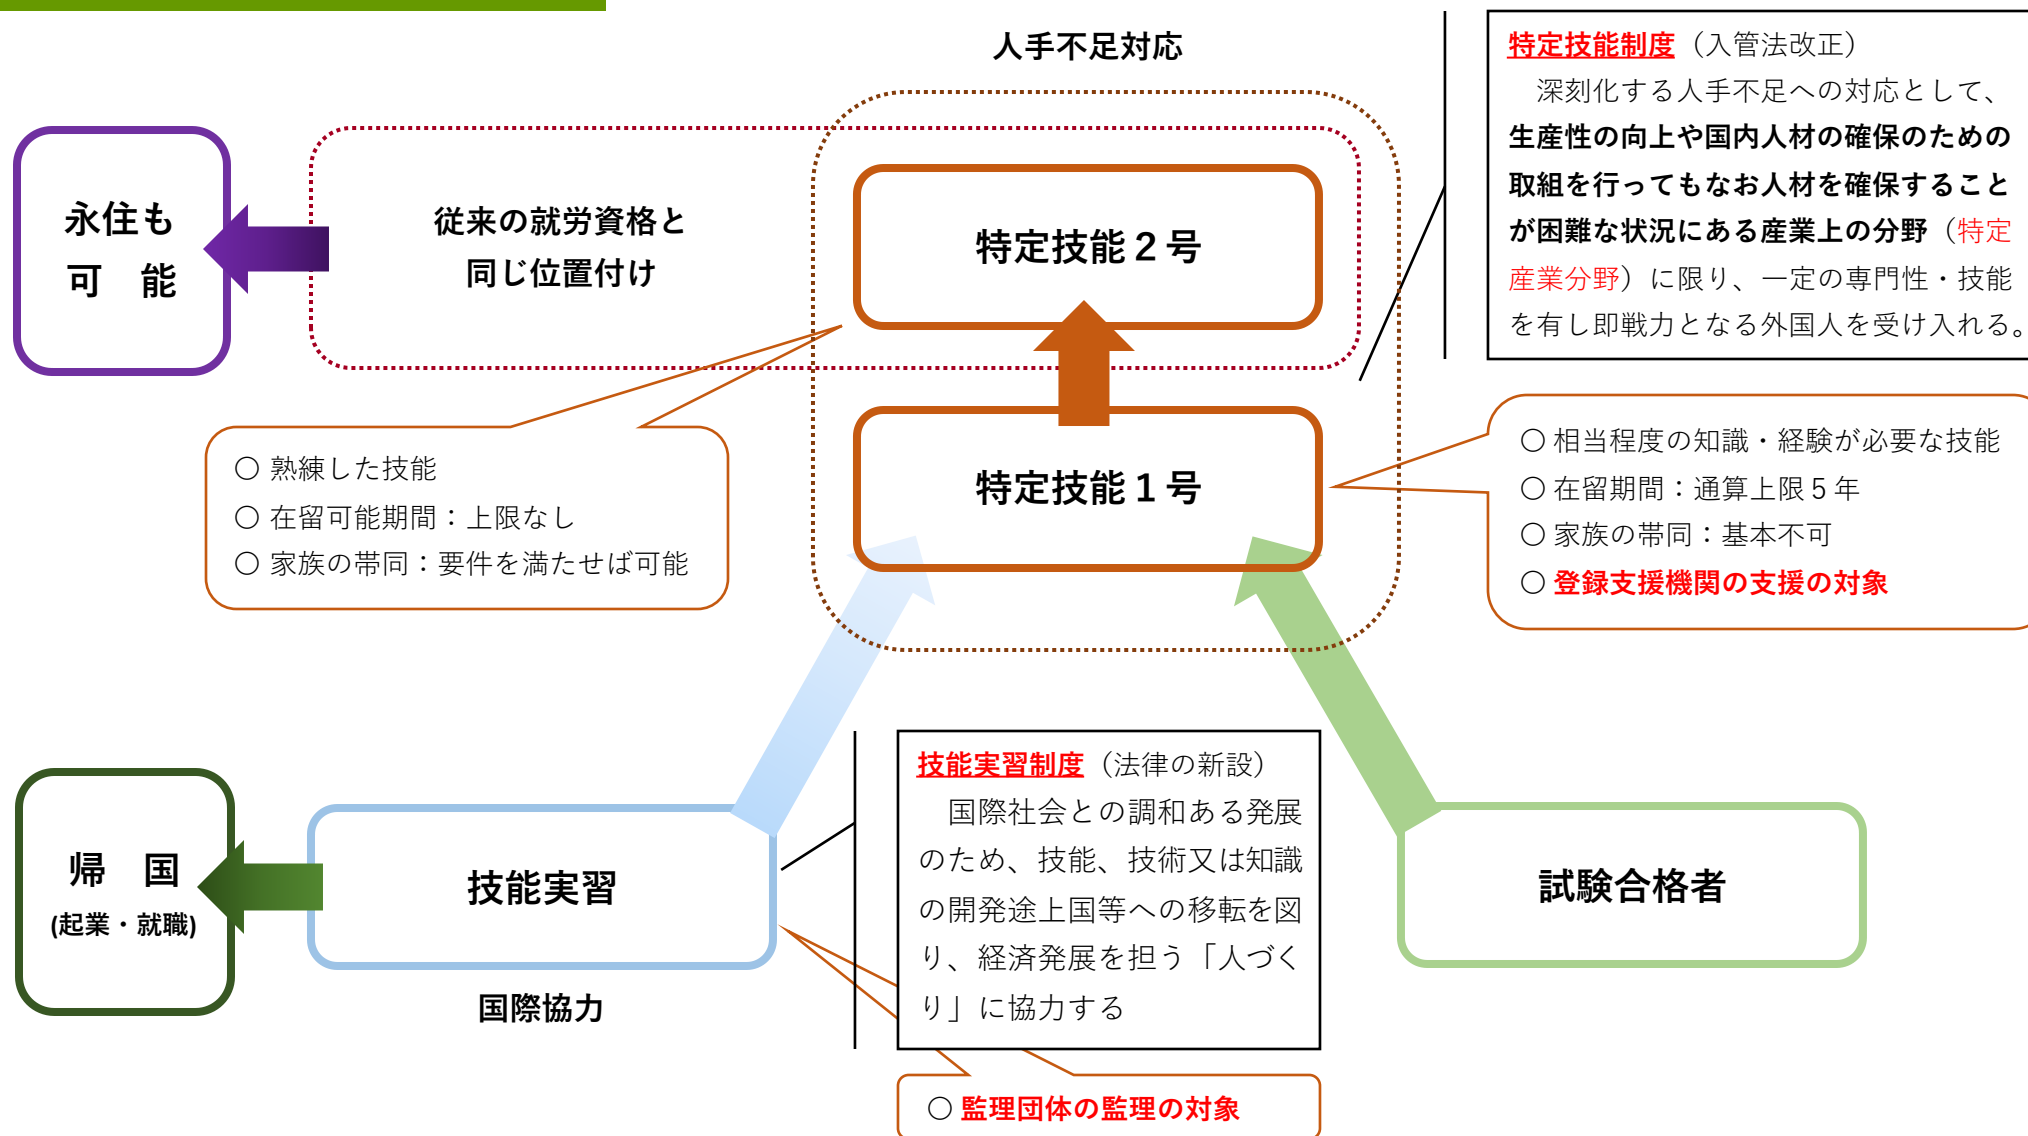 人手不足対応
特定技能制度（入管法改正）
深刻化する人手不足への対応として、
生産性の向上や国内人材の確保のための
取組を行ってもなお人材を確保すること
が困難な状況にある産業上の分野（特定
産業分野）に限り、一定の専門性・技能
を有し即戦力となる外国人を受け入れる。
永住も
可　能
従来の就労資格と
同じ位置付け
特定技能２号
〇 熟練した技能
〇 在留可能期間：上限なし
〇 家族の帯同：要件を満たせば可能
特定技能１号
〇 相当程度の知識・経験が必要な技能
〇 在留期間：通算上限５年
〇 家族の帯同：基本不可
〇 登録支援機関の支援の対象
帰　国
(起業・就職)
技能実習
国際協力
技能実習制度（法律の新設）
国際社会との調和ある発展
のため、技能、技術又は知識
の開発途上国等への移転を図
り、経済発展を担う「人づく
り」に協力する
〇 監理団体の監理の対象
試験合格者